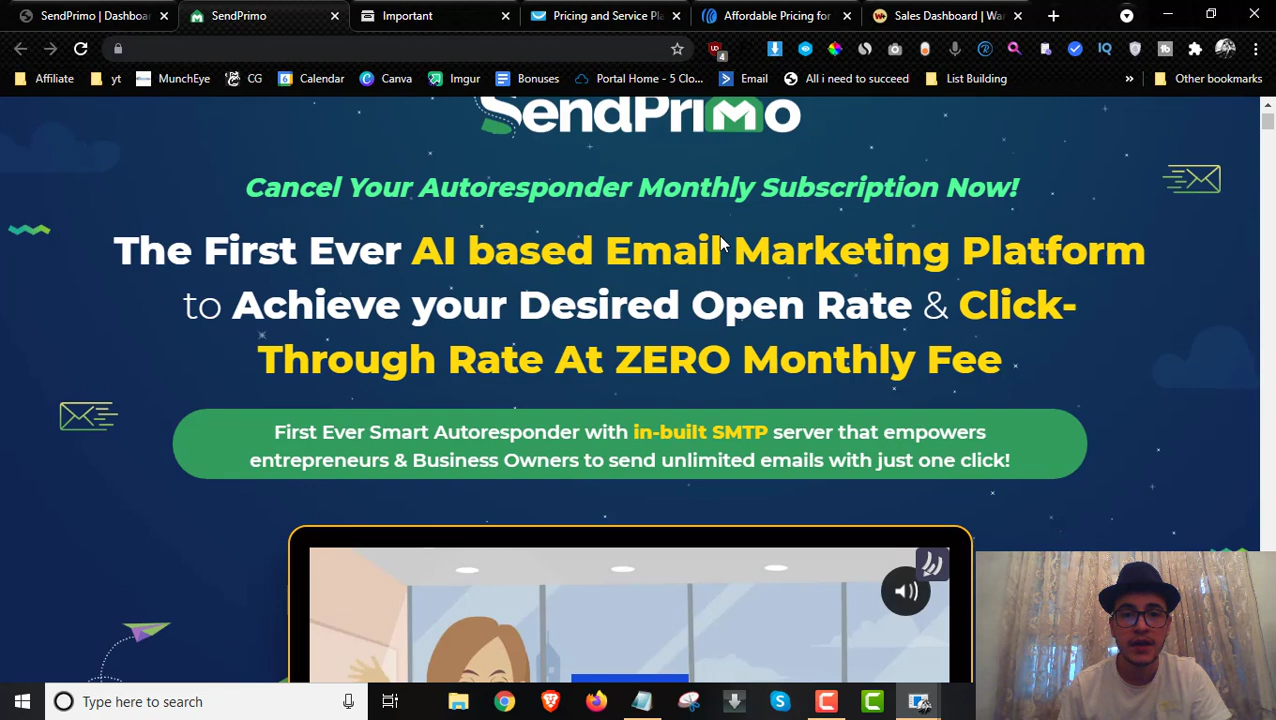 SendPrimo | Dashboa
SendPrimo
Important
Pricing and Service Pla
Affordable Pricing for
Sales Dashboard | Wa
4
Affiliate
yt
MunchEye
CG
Calendar
Canva
Imgur
Bonuses
Portal Home - 5 Clo...
Email
All i need to succeed
List Building
»
Other bookmarks
SendPriMo
Cancel Your Autoresponder Monthly Subscription Now!
The First Ever AI based Email Marketing Platform
to Achieve your Desired Open Rate & Click-
Through Rate At ZERO Monthly Fee
First Ever Smart Autoresponder with in-built SMTP server that empowers
entrepreneurs & Business Owners to send unlimited emails with just one click!
Type here to search